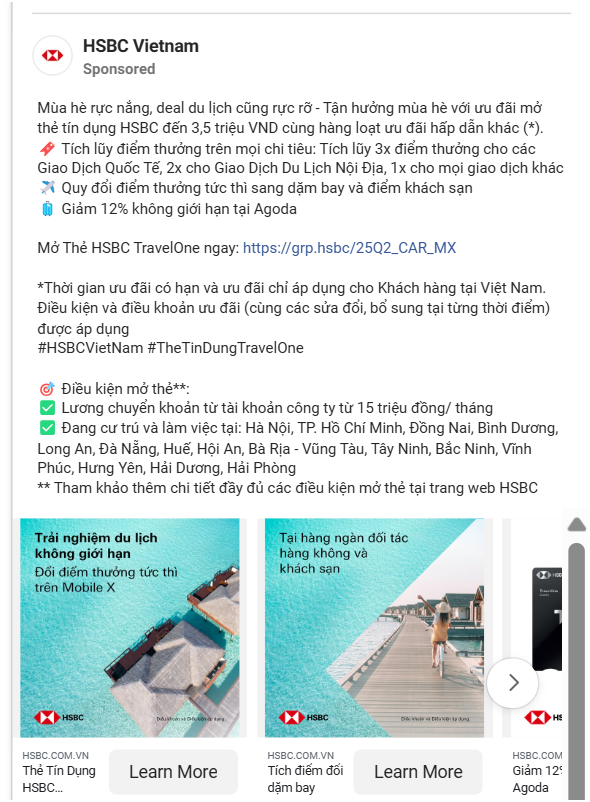 HSBC Vietnam
Sponsored
Mùa hè rực nắng, deal du lịch cũng rực rỡ - Tận hưởng mùa hè với ưu đãi mở
thẻ tín dụng HSBC đến 3,5 triệu VND cùng hàng loạt ưu đãi hấp dẫn khác (*).
Tích lũy điểm thưởng trên mọi chi tiêu: Tích lũy 3x điểm thưởng cho các
Giao Dịch Quốc Tế, 2x cho Giao Dịch Du Lịch Nội Địa, 1x cho mọi giao dịch khác
Quy đổi điểm thưởng tức thì sang dặm bay và điểm khách sạn
Giảm 12% không giới hạn tại Agoda
Mở Thẻ HSBC TravelOne ngay: https://grp.hsbc/25Q2_CAR_MX
*Thời gian ưu đãi có hạn và ưu đãi chỉ áp dụng cho Khách hàng tại Việt Nam.
Điều kiện và điều khoản ưu đãi (cùng các sửa đổi, bổ sung tại từng thời điểm)
được áp dụng
#HSBCVietNam #TheTinDungTravelOne
Điều kiện mở thẻ**:
Lương chuyển khoản từ tài khoản công ty từ 15 triệu đồng/ tháng
Đang cư trú và làm việc tại: Hà Nội, TP. Hồ Chí Minh, Đồng Nai, Bình Dương,
Long An, Đà Nẵng, Huế, Hội An, Bà Rịa - Vũng Tàu, Tây Ninh, Bắc Ninh, Vĩnh
Phúc, Hưng Yên, Hải Dương, Hải Phòng
** Tham khảo thêm chi tiết đầy đủ các điều kiện mở thẻ tại trang web HSBC
Trải nghiệm du lịch
không giới hạn
Đổi điểm thưởng tức thì
trên Mobile X
HSBC
Điều khoản và Điều kiện áp dụng.
Tại hàng ngàn đối tác
hàng không và
khách sạn
HSBC
Điều khoản và Điều kiện áp dụng.
HSBC.COM.VN
Thẻ Tín Dụng
HSBC...
Learn More
HSBC.COM.VN
Tích điểm đổi
dặm bay
Learn More
HSBC.COM
Giảm 12%
Agoda